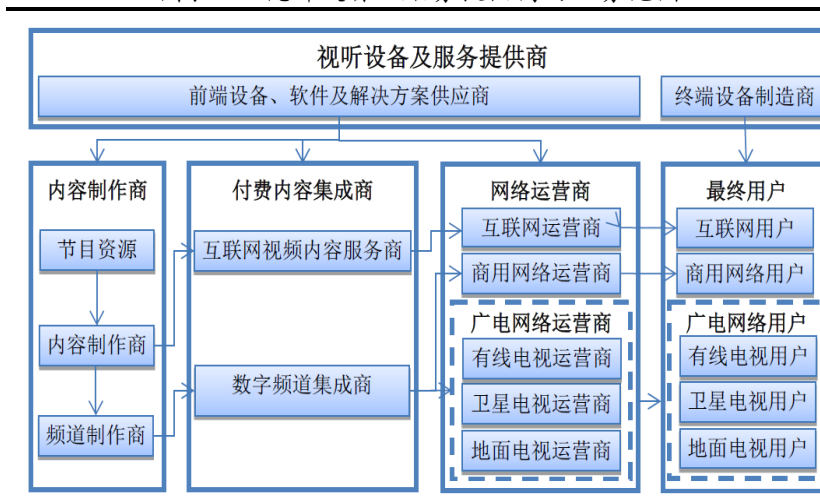 视听设备及服务提供商
前端设备、软件及解决方案供应商
终端设备制造商
内容制作商
节目资源
内容制作商
频道制作商
付费内容集成商
互联网视频内容服务商
数字频道集成商
网络运营商
互联网运营商
商用网络运营商
广电网络运营商
有线电视运营商
卫星电视运营商
地面电视运营商
最终用户
互联网用户
商用网络用户
广电网络用户
有线电视用户
卫星电视用户
地面电视用户